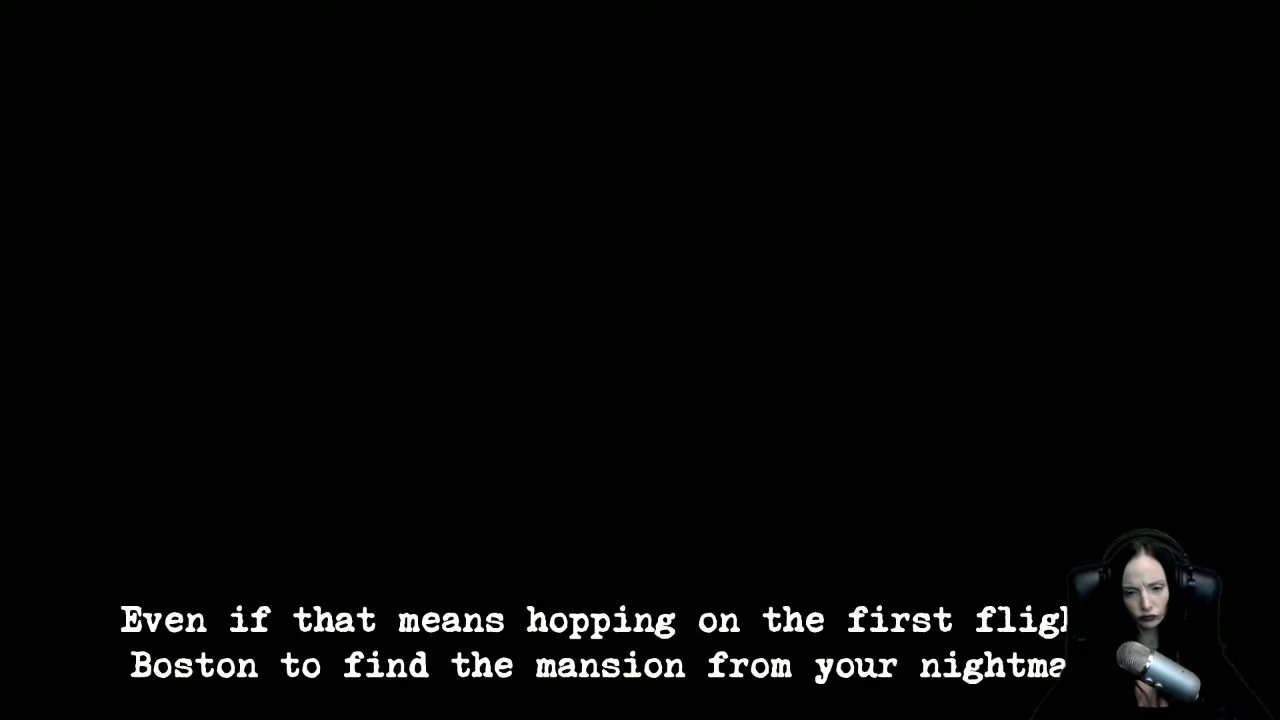 Even if that means hopping on the first
Boston to find the mansion from your